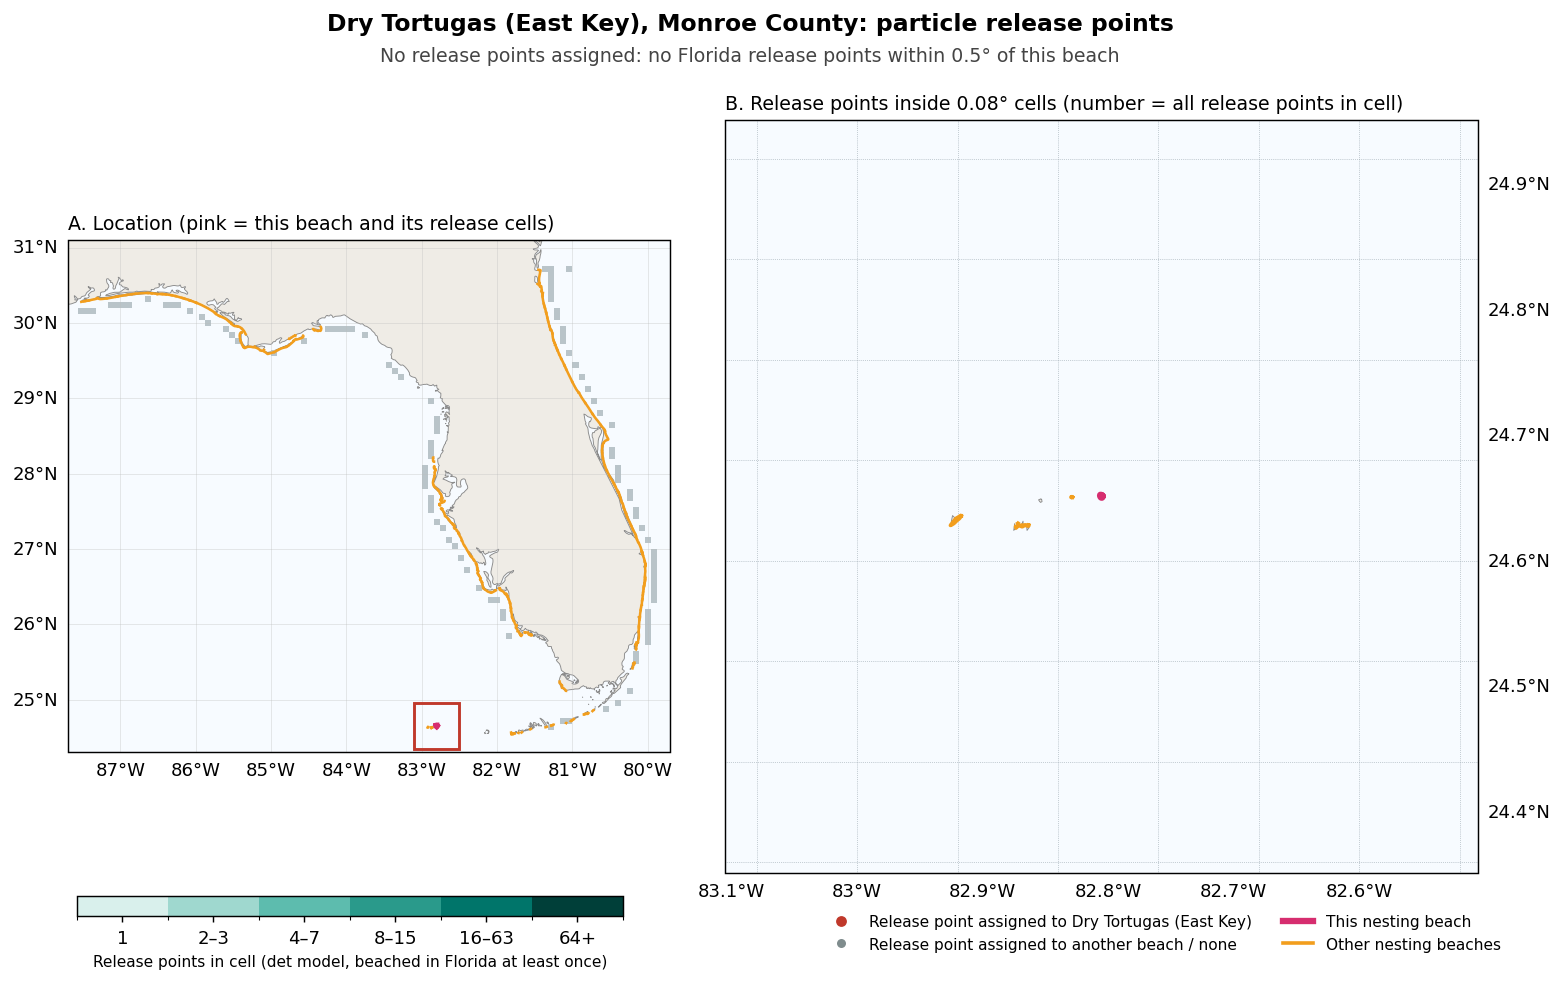 Dry Tortugas (East Key), Monroe County: particle release points
No release points assigned: no Florida release points within 0.5° of this beach
A. Location (pink = this beach and its release cells)
31°N
30°N
29°N
28°N
27°N
26°N
25°N
87°W 86°W 85°W 84°W 83°W 82°W 81°W 80°W
B. Release points inside 0.08° cells (number = all release points in cell)
24.9°N
24.8°N
24.7°N
24.6°N
24.5°N
24.4°N
83.1°W 83°W 82.9°W 82.8°W 82.7°W 82.6°W
1 2–3 4–7 8–15 16–63 64+
Release points in cell (det model, beached in Florida at least once)
Release point assigned to Dry Tortugas (East Key)
Release point assigned to another beach / none
This nesting beach
Other nesting beaches